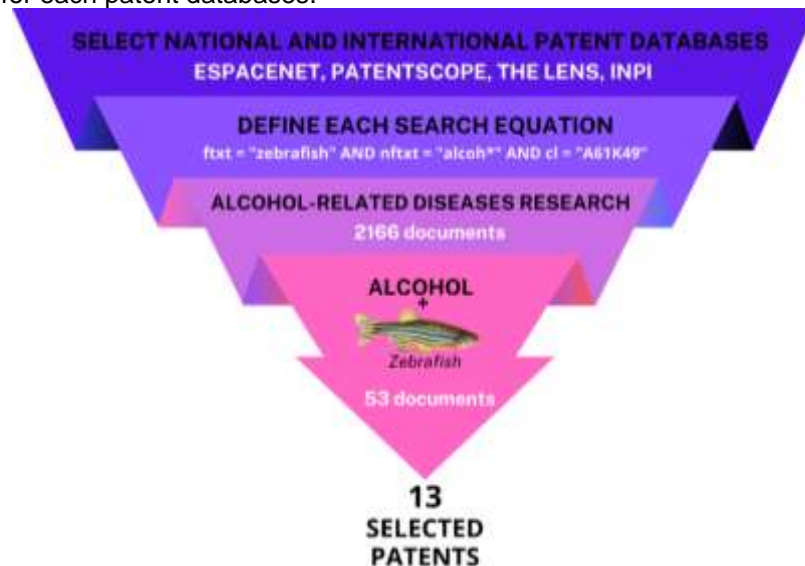 for each patent databases.
SELECT NATIONAL AND INTERNATIONAL PATENT DATABASES
ESPACENET, PATENTSCOPE, THE LENS, INPI
DEFINE EACH SEARCH EQUATION
ftxt = "zebrafish" AND nftxt = "alcoh*" AND cl = "A61K49"
ALCOHOL-RELATED DISEASES RESEARCH
2166 documents
ALCOHOL
+
Zebrafish
53 documents
13
SELECTED
PATENTS